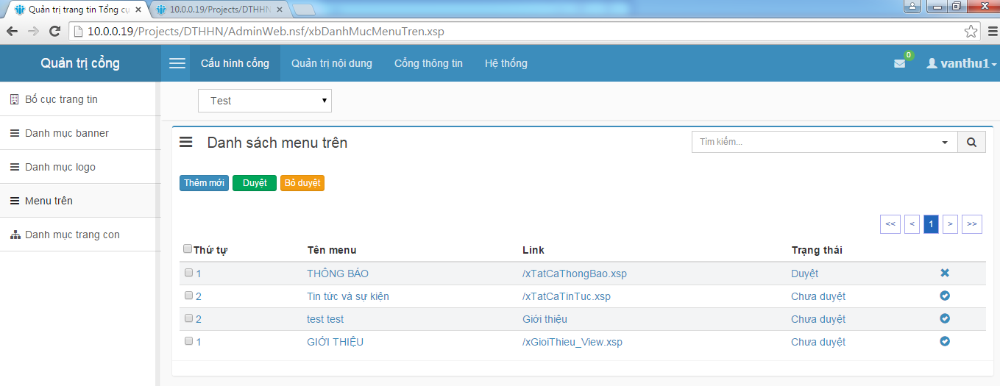 Quản trị trang tin Tổng cụ
10.0.0.19/Projects/DTHHN
10.0.0.19/Projects/DTHHN/AdminWeb.nsf/xbDanhMucMenuTren.xsp
Quản trị cổng
Cấu hình cổng
Quản trị nội dung
Cổng thông tin
Hệ thống
0
vanthu1
Bố cục trang tin
Danh mục banner
Danh mục logo
Menu trên
Danh mục trang con
Test
Danh sách menu trên
Tìm kiếm...
Thêm mới
Duyệt
Bỏ duyệt
<< < 1 > >>
Thứ tự Tên menu Link Trạng thái
1 THÔNG BÁO /xTatCaThongBao.xsp Duyệt
2 Tin tức và sự kiện /xTatCaTinTuc.xsp Chưa duyệt
2 test test Giới thiệu Chưa duyệt
1 GIỚI THIỆU /xGioiThieu_View.xsp Chưa duyệt